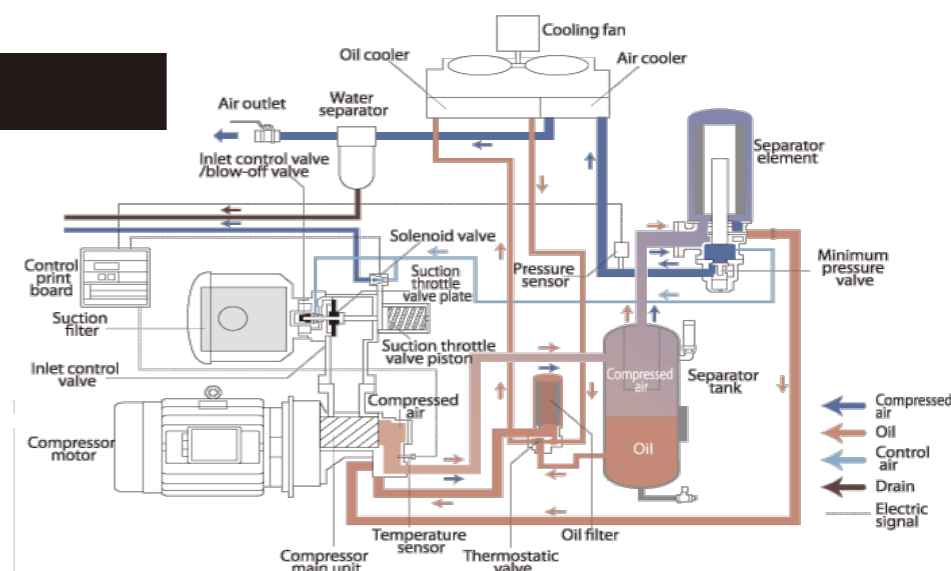 Cooling fan
Oil cooler
Air cooler
Air outlet
Water
separator
Separator
element
Inlet control valve
/blow-off valve
Solenoid valve
Control
print
board
Suction
throttle
valve plate
Pressure
sensor
Minimum
pressure
valve
Suction
filter
Suction throttle
valve piston
Inlet control
valve
Compressed
air
Separator
tank
Compressed
air
Compressor
motor
Oil
Compressed
air
Oil
Control
air
Drain
Electric
signal
Temperature
sensor
Oil filter
Compressor
main unit
Thermostatic
valve